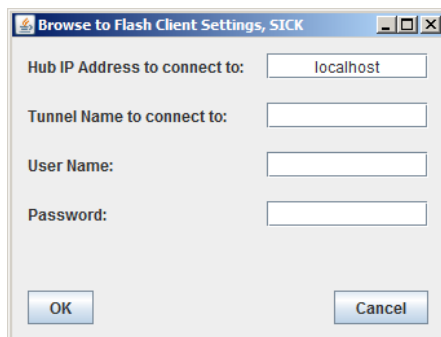 Browse to Flash Client Settings, SICK
Hub IP Address to connect to: localhost
Tunnel Name to connect to:
User Name:
Password:
OK Cancel